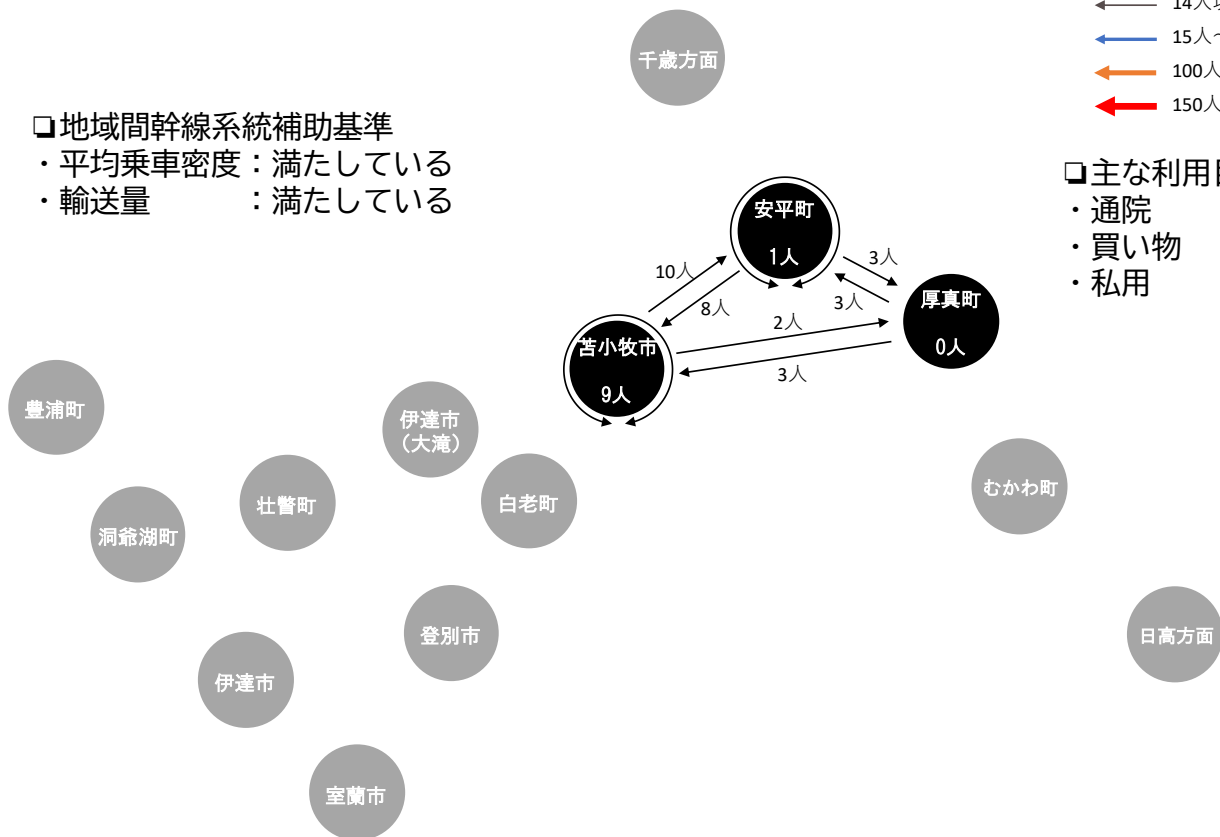 14人
15人～
100人
150人
千歳方面
❏地域間幹線系統補助基準
・平均乗車密度：満たしている
・輸送量　　　：満たしている
❏主な利用
・通院
・買い物
・私用
安平町
1人
10人
8人
3人
3人
厚真町
0人
2人
3人
苫小牧市
9人
豊浦町
伊達市
（大滝）
壮瞥町
白老町
むかわ町
洞爺湖町
登別市
日高方面
伊達市
室蘭市